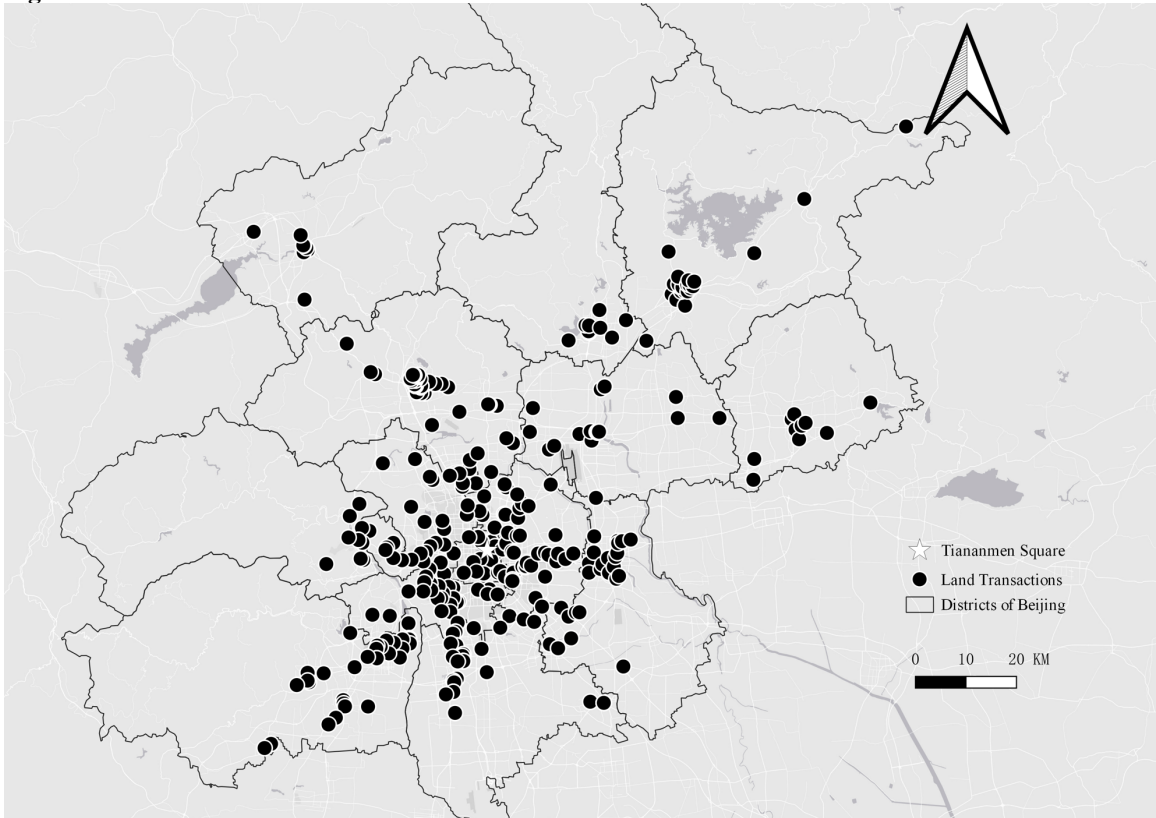 Tiananmen Square
Land Transactions
Districts of Beijing
0 10 20 KM